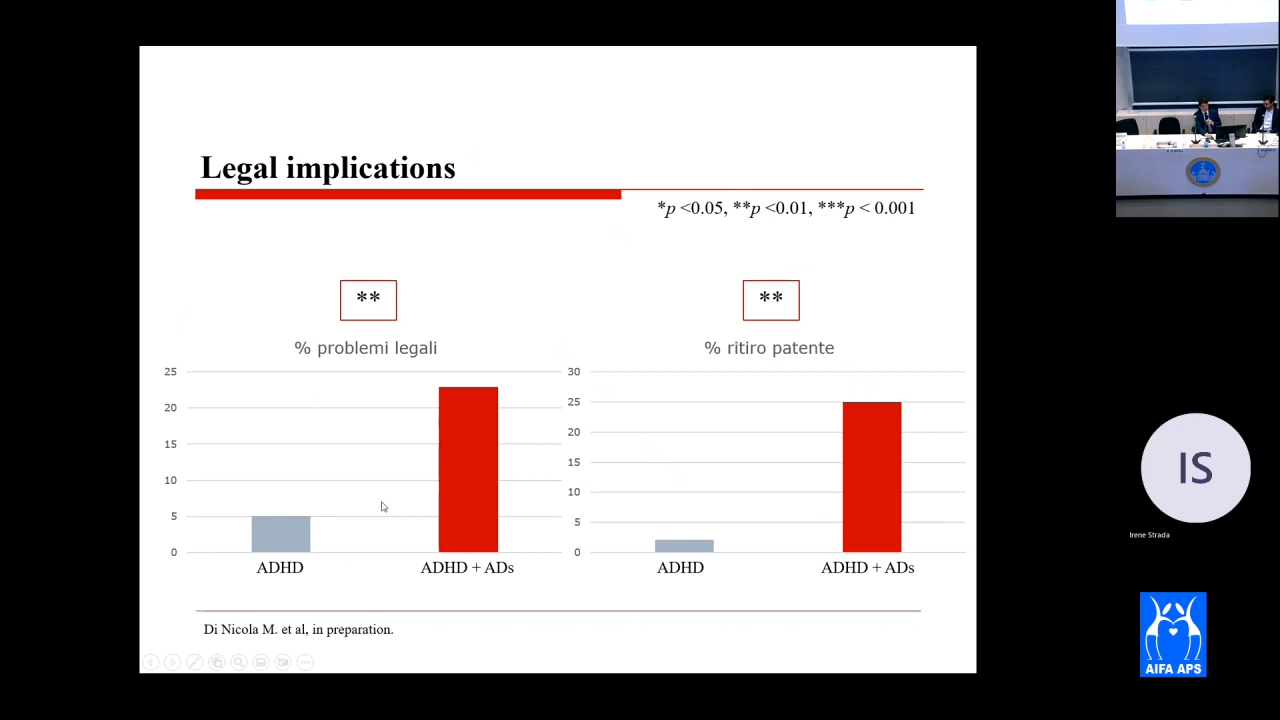 Legal implications
*p <0.05, **p <0.01, ***p < 0.001
**
**
% problemi legali
% ritiro patente
25
20
15
10
5
0
30
25
20
15
10
5
0
ADHD
ADHD + ADs
ADHD
ADHD + ADs
Di Nicola M. et al, in preparation.
IS
Irene Strada
AIFA APS